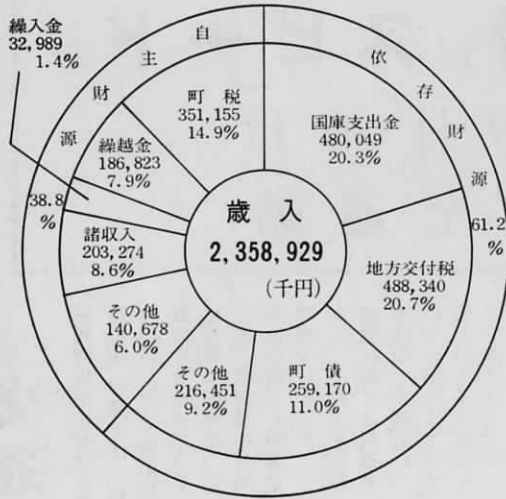 繰入金
32,989
1.4%
自主財源
38.8%
依存財源
61.2%
町税
351,155
14.9%
国庫支出金
480,049
20.3%
繰越金
186,823
7.9%
歳入
2,358,929
(千円)
諸収入
203,274
8.6%
地方交付税
488,340
20.7%
その他
140,678
6.0%
その他
216,451
9.2%
町債
259,170
11.0%